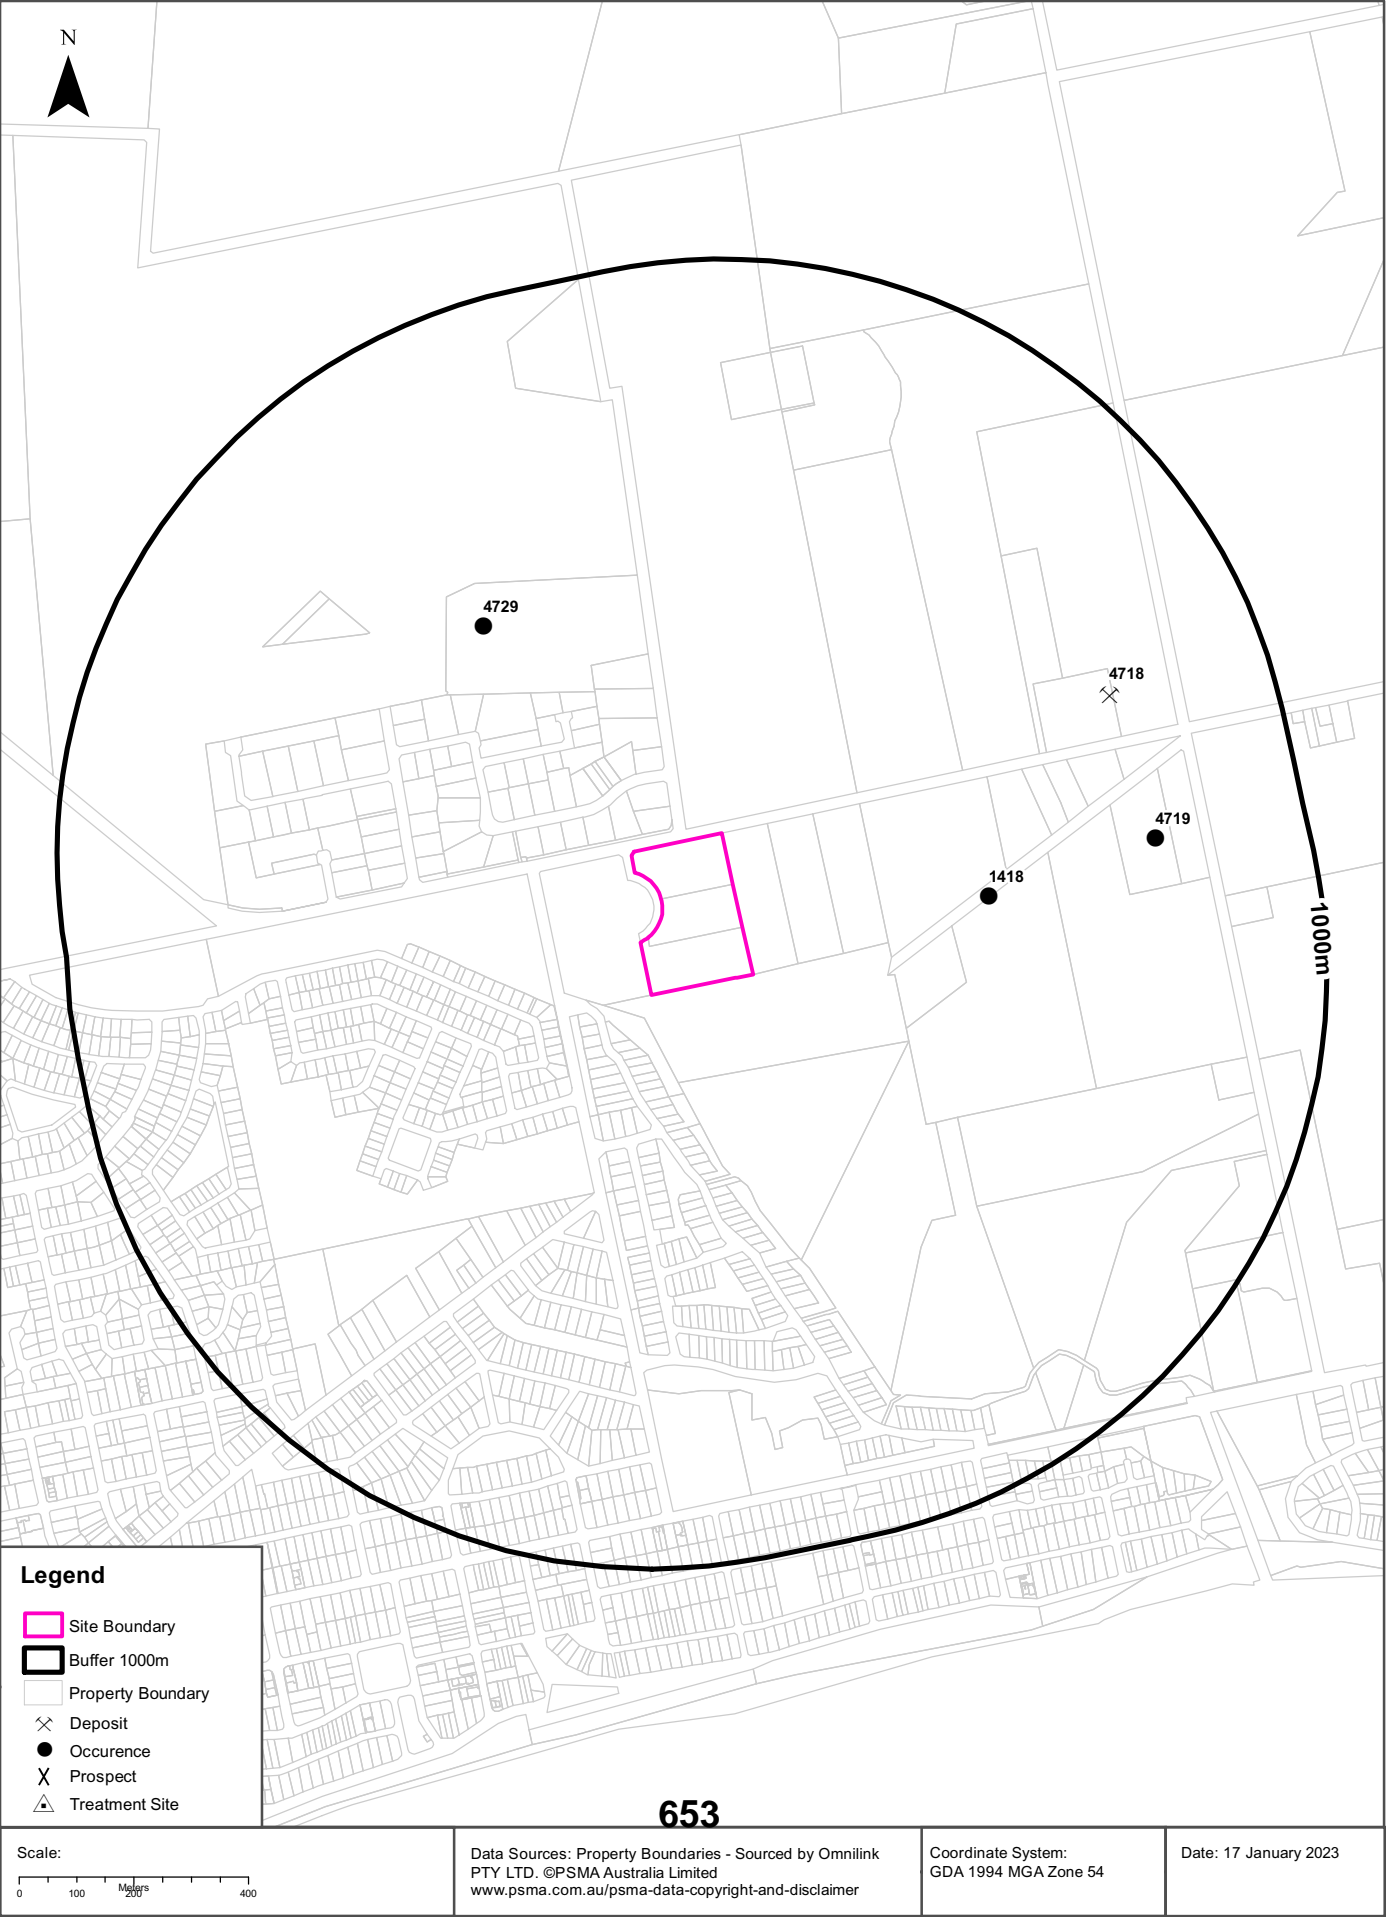 N
4729
4718
4719
1418
1000m
Legend
Site Boundary
Buffer 1000m
Property Boundary
Deposit
Occurence
Prospect
Treatment Site
653
Scale:
Meters
0 100 200 400
Data Sources: Property Boundaries - Sourced by Omnilink
PTY LTD. ©PSMA Australia Limited
www.psma.com.au/psma-data-copyright-and-disclaimer
Coordinate System:
GDA 1994 MGA Zone 54
Date: 17 January 2023